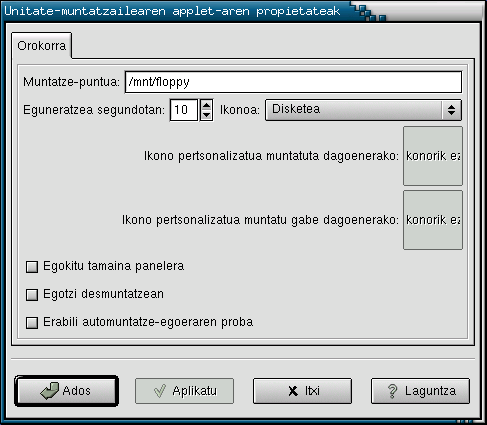 Unitate-muntatzailearen applet-aren propietateak
Orokorra
Muntatze-puntua: /mnt/floppy
Eguneratzea segundotan: 10 Ikonoa: Disketea
Ikono pertsonalizatua muntatuta dagoenerako: konorik ez
Ikono pertsonalizatua muntatu gabe dagoenerako: konorik ez
Egokitu tamaina panelera
Egotzi desmuntatzean
Erabili automuntatze-egoeraren proba
Ados Aplikatu Itxi Laguntza